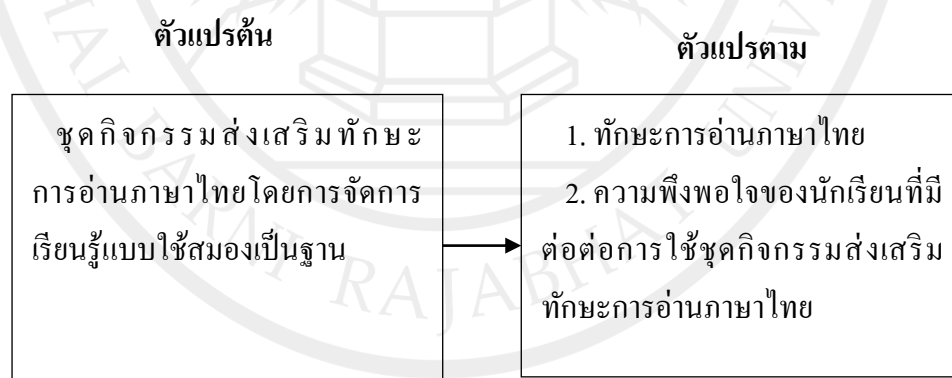 ตัวแปรต้น
ตัวแปรตาม
ชุดกิจกรรมส่งเสริมทักษะ
การอ่านภาษาไทยโดยการจัดการ
เรียนรู้แบบใช้สมองเป็นฐาน
1. ทักษะการอ่านภาษาไทย
2. ความพึงพอใจของนักเรียนที่มี
ต่อต่อการใช้ชุดกิจกรรมส่งเสริม
ทักษะการอ่านภาษาไทย
RAJABHAT